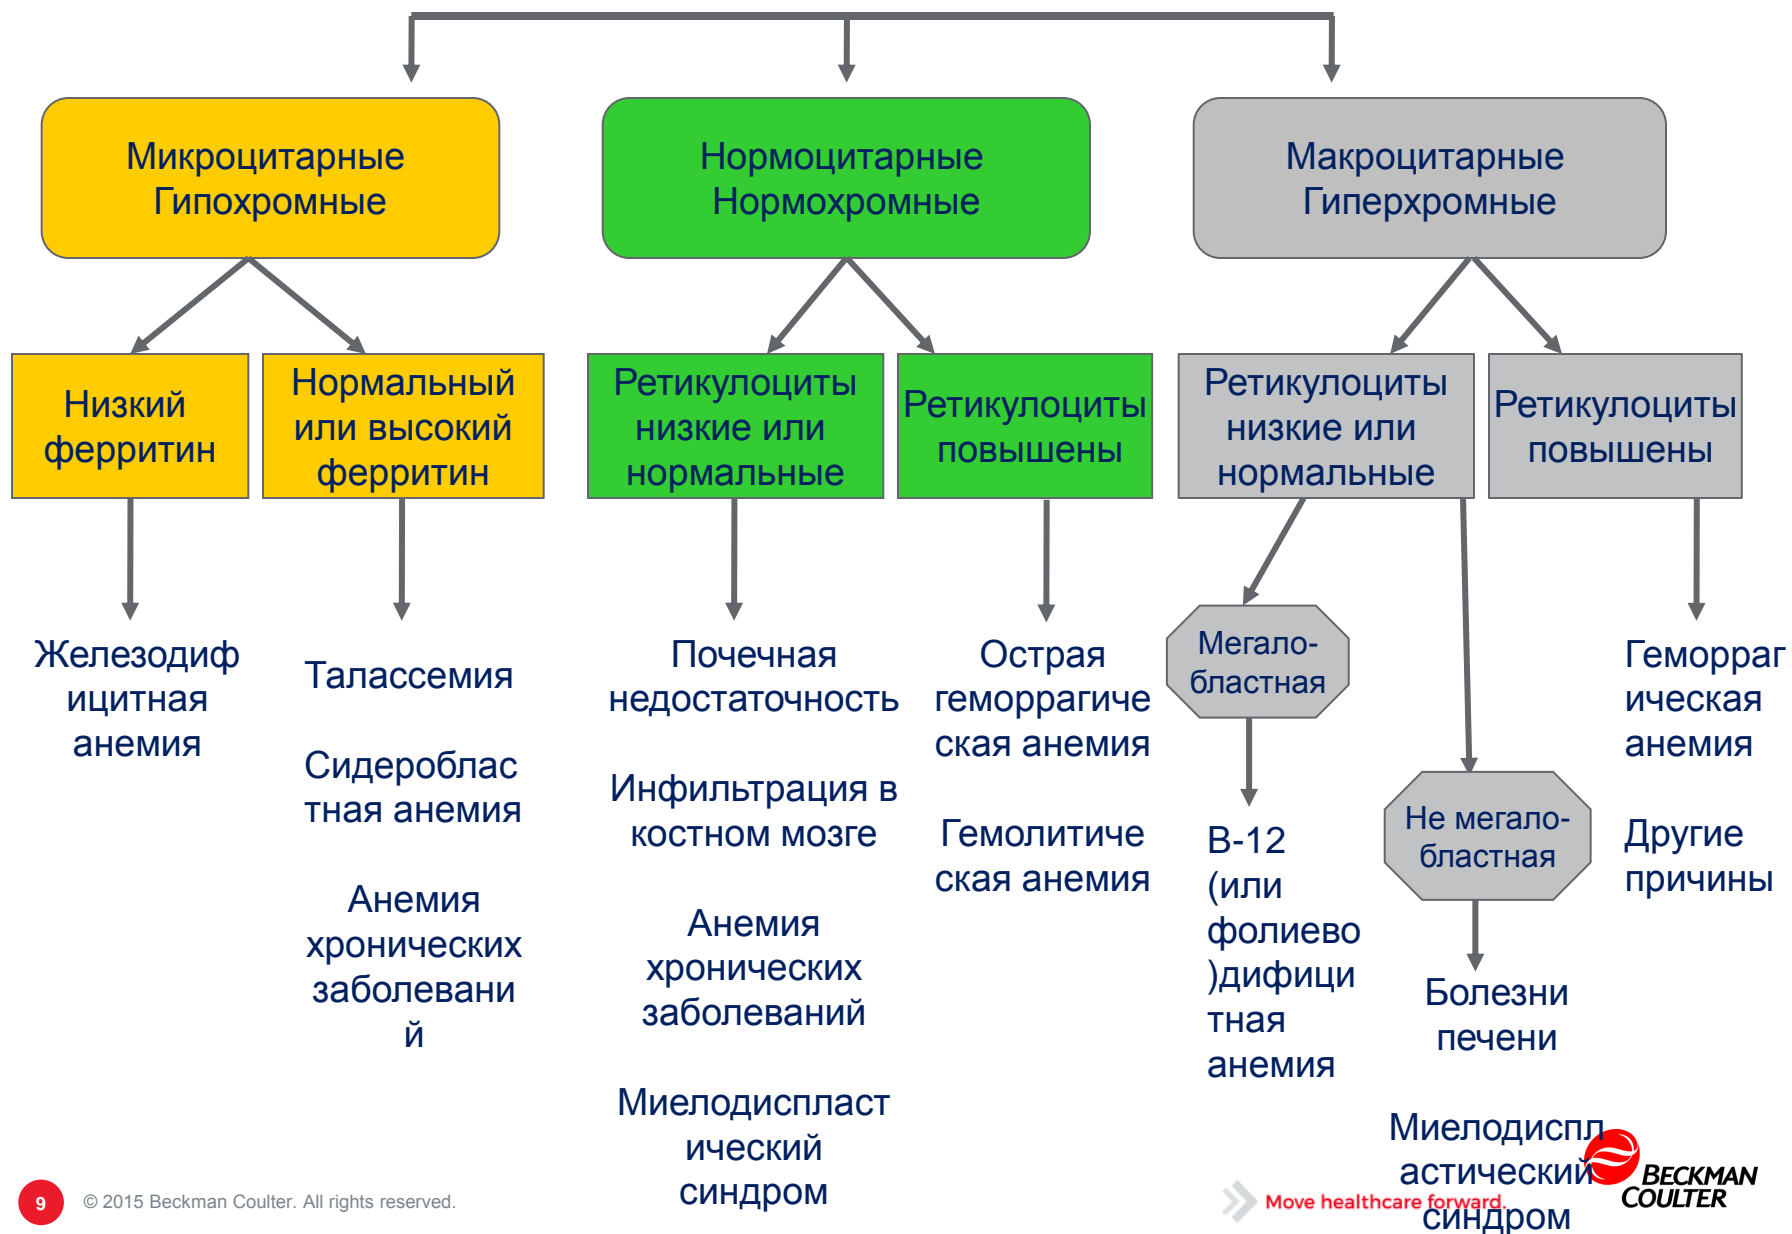 Микроцитарные
Гипохромные
Нормоцитарные
Нормохромные
Макроцитарные
Гиперхромные
Низкий
ферритин
Нормальный
или высокий
ферритин
Ретикулоциты
низкие или
нормальные
Ретикулоциты
повышены
Ретикулоциты
низкие или
нормальные
Ретикулоциты
повышены
Железодиф
ицитная
анемия
Талассемия
Сидероблас
тная анемия
Анемия
хронических
заболевани
й
Почечная
недостаточность
Инфильтрация в
костном мозге
Анемия
хронических
заболеваний
Миелодиспласт
ический
синдром
Острая
геморрагиче
ская анемия
Гемолитиче
ская анемия
Мегало-
бластная
В-12
(или
фолиево
)дифици
тная
анемия
Не мегало-
бластная
Болезни
печени
Миелодиспл
астический
синдром
Геморраг
ическая
анемия
Другие
причины
9
© 2015 Beckman Coulter. All rights reserved.
Move healthcare forward.
BECKMAN
COULTER